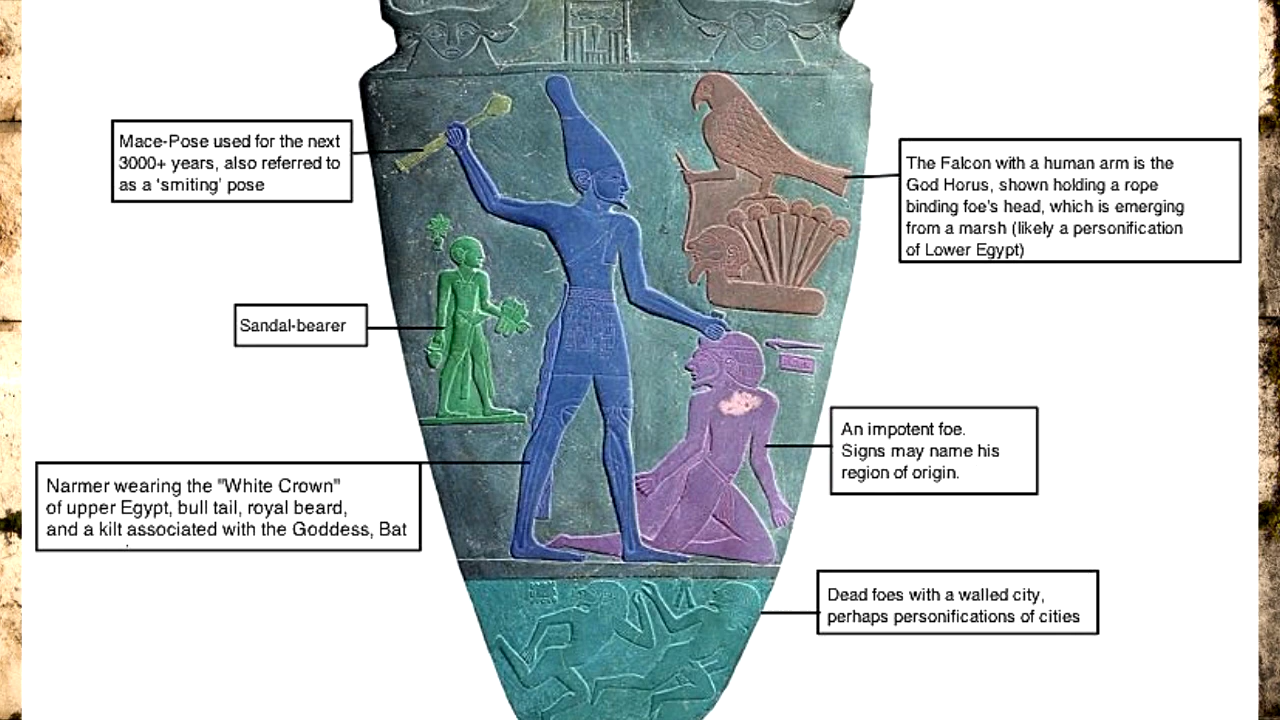 Mace-Pose used for the next
3000+ years, also referred to
as a 'smiting' pose
The Falcon with a human arm is the
God Horus, shown holding a rope
binding foe's head, which is emerging
from a marsh (likely a personification
of Lower Egypt)
Sandal-bearer
An impotent foe.
Signs may name his
region of origin.
Narmer wearing the "White Crown"
of upper Egypt, bull tail, royal beard,
and a kilt associated with the Goddess, Bat
Dead foes with a walled city,
perhaps personifications of cities